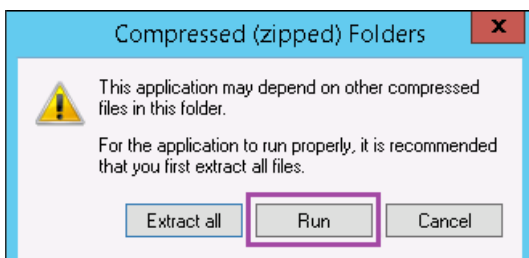 Compressed (zipped) Folders
x
This application may depend on other compressed
files in this folder.
For the application to run properly, it is recommended
that you first extract all files.
Extract all Run Cancel